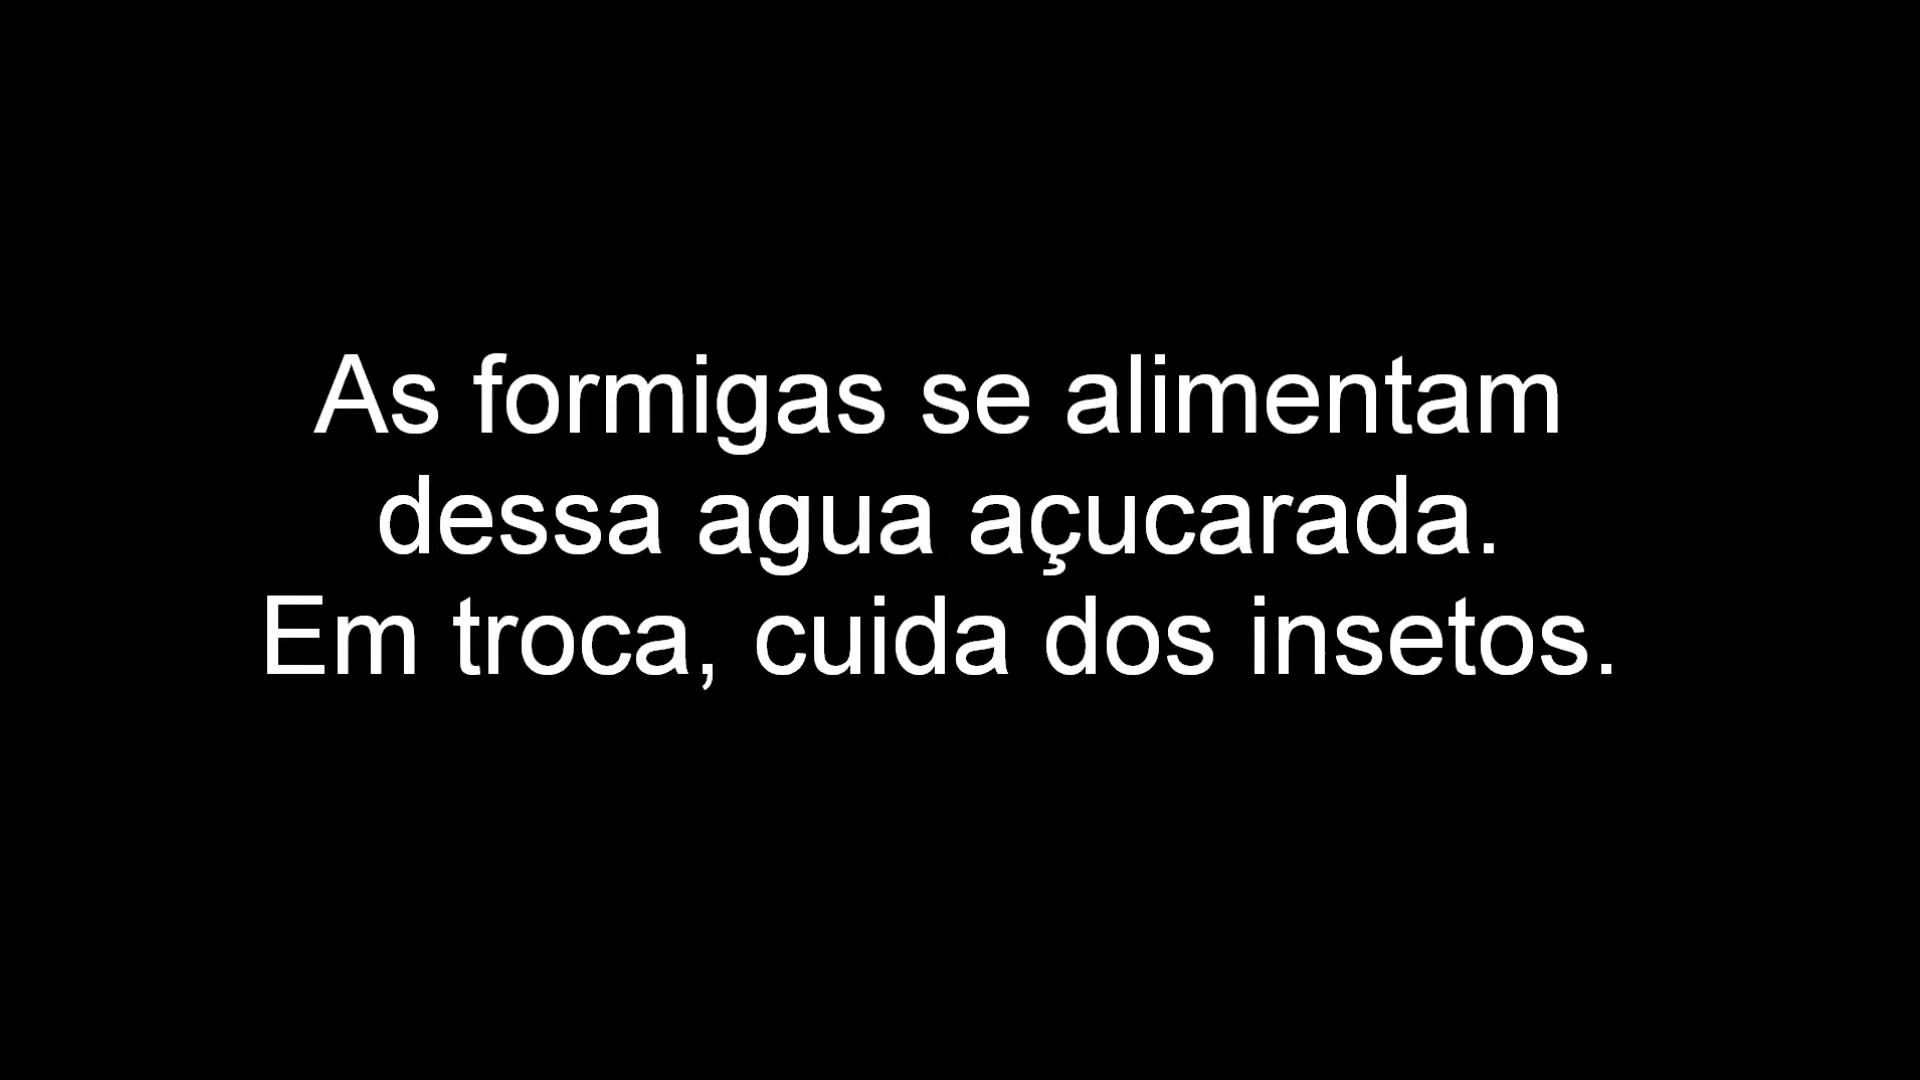 As formigas se alimentam
dessa agua açucarada.
Em troca, cuida dos insetos.